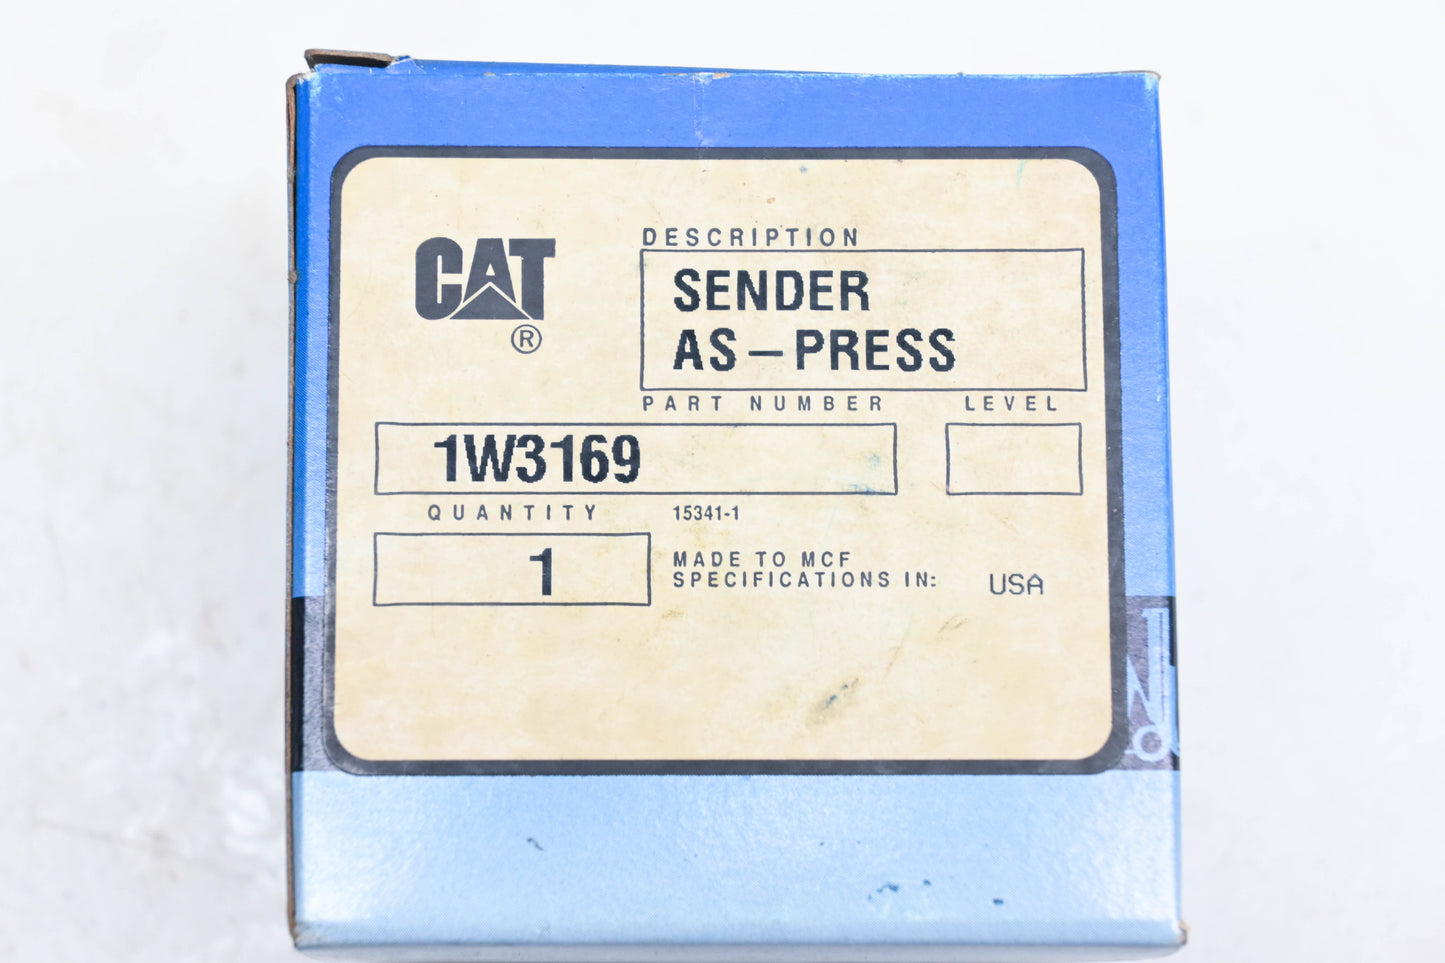 CAT
®
DESCRIPTION
SENDER
AS-PRESS
PART NUMBER LEVEL
1W3169
QUANTITY 15341-1
1
MADE TO MCF
SPECIFICATIONS IN: USA